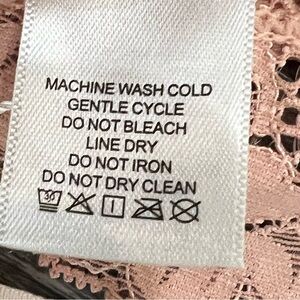 MACHINE WASH COLD
GENTLE CYCLE
DO NOT BLEACH
LINE DRY
DO NOT IRON
DO NOT DRY CLEAN
30